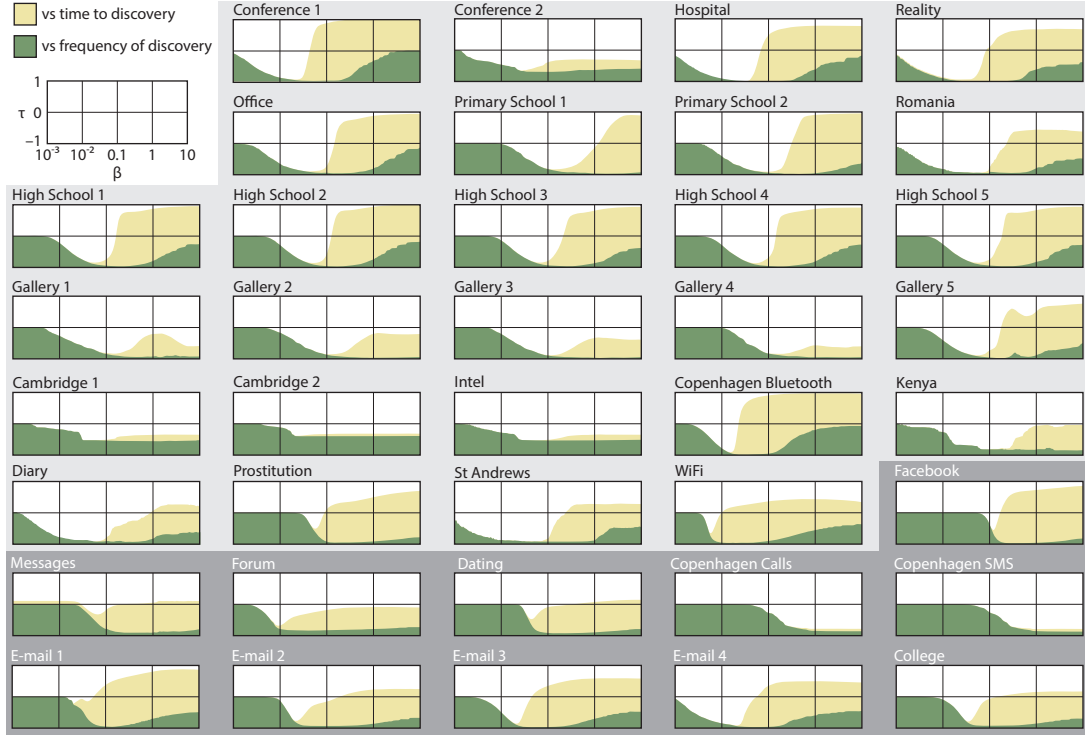 vs time to discovery
vs frequency of discovery
1
τ 0
−1
10⁻³ 10⁻² 0.1 1 10
β
Conference 1 Conference 2 Hospital Reality
Office Primary School 1 Primary School 2 Romania
High School 1 High School 2 High School 3 High School 4 High School 5
Gallery 1 Gallery 2 Gallery 3 Gallery 4 Gallery 5
Cambridge 1 Cambridge 2 Intel Copenhagen Bluetooth Kenya
Diary Prostitution St Andrews WiFi Facebook
Messages Forum Dating Copenhagen Calls Copenhagen SMS
E-mail 1 E-mail 2 E-mail 3 E-mail 4 College